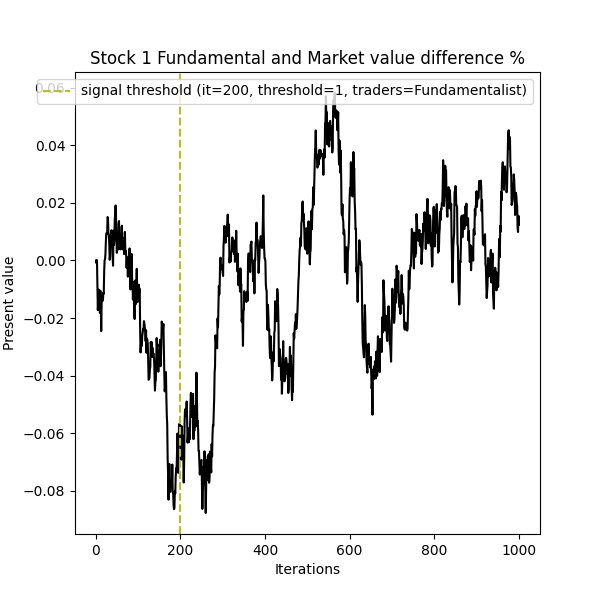 Stock 1 Fundamental and Market value difference %
signal threshold (it=200, threshold=1, traders=Fundamentalist)
0.06
0.04
0.02
0.00
−0.02
−0.04
−0.06
−0.08
Present value
0 200 400 600 800 1000
Iterations